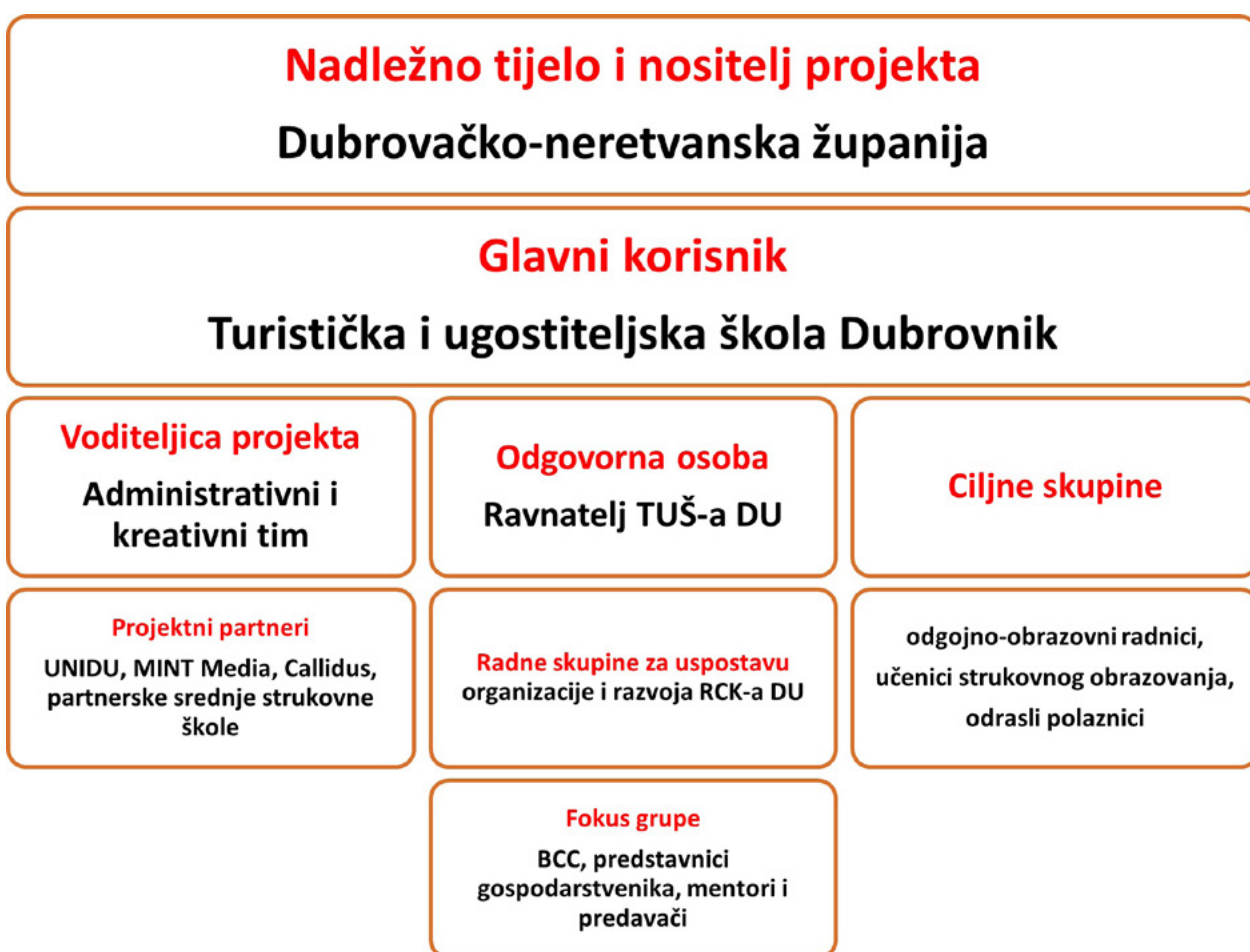 Nadležno tijelo i nositelj projekta
Dubrovačko-neretvanska županija
Glavni korisnik
Turistička i ugostiteljska škola Dubrovnik
Voditeljica projekta
Administrativni i
kreativni tim
Odgovorna osoba
Ravnatelj TUŠ-a DU
Ciljne skupine
Projektni partneri
UNIDU, MINT Media, Callidus,
partnerske srednje strukovne
škole
Radne skupine za uspostavu
organizacije i razvoja RCK-a DU
odgojno-obrazovni radnici,
učenici strukovnog obrazovanja,
odrasli polaznici
Fokus grupe
BCC, predstavnici
gospodarstvenika, mentori i
predavači